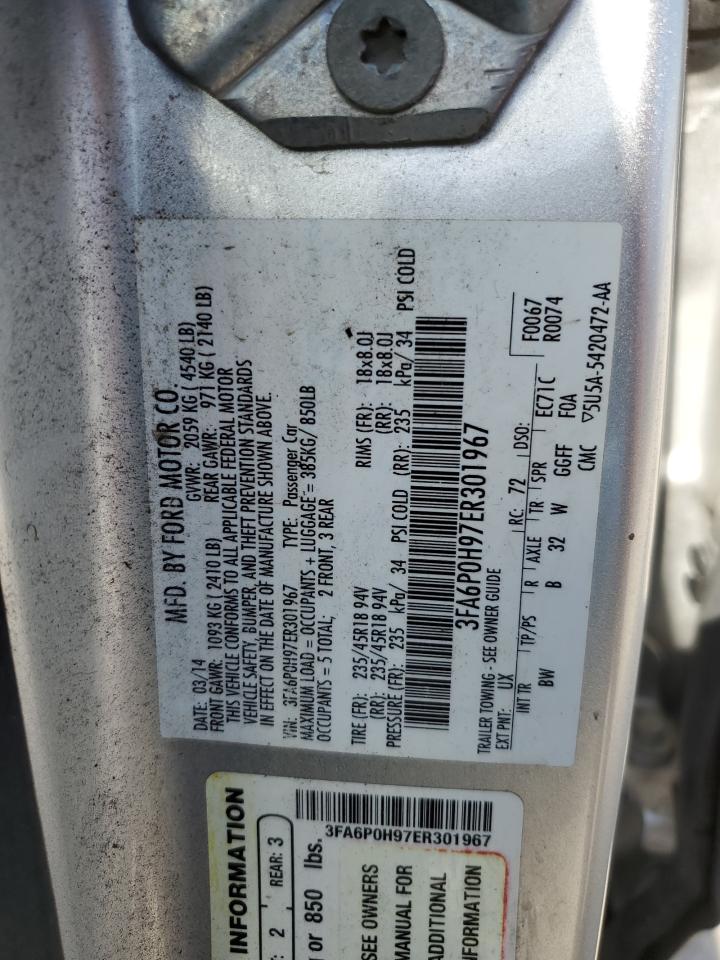 MFD. BY FORD MOTOR CO.
DATE: 03/14 GVWR: 2059 KG ( 4540 LB)
FRONT GAWR: 1093 KG ( 2410 LB) REAR GAWR: 971 KG ( 2140 LB)
THIS VEHICLE CONFORMS TO ALL APPLICABLE FEDERAL MOTOR
VEHICLE SAFETY, BUMPER, AND THEFT PREVENTION STANDARDS
IN EFFECT ON THE DATE OF MANUFACTURE SHOWN ABOVE.
VIN: 3FA6P0H97ER301967 TYPE: Passenger Car
MAXIMUM LOAD = OCCUPANTS + LUGGAGE = 385KG/ 850LB
OCCUPANTS = 5 TOTAL; 2 FRONT, 3 REAR
TIRE (FR): 235/45R18 94V RIMS (FR): 18x8.0J
(RR): 235/45R18 94V (RR): 18x8.0J
PRESSURE (FR): 235 kPa/ 34 PSI COLD (RR): 235 kPa/ 34 PSI COLD
3FA6P0H97ER301967
TRAILER TOWING - SEE OWNER GUIDE
EXT PNT: UX RC: 72 DSO: F0067
R0074
INT TR TP/PS R AXLE TR SPR EC71C
BW B 32 W GGFF F0A
CMC ▽5U5A-5420472-AA
INFORMATION
2 REAR: 3
or 850 lbs.
3FA6P0H97ER301967
SEE OWNERS
MANUAL FOR
ADDITIONAL
INFORMATION